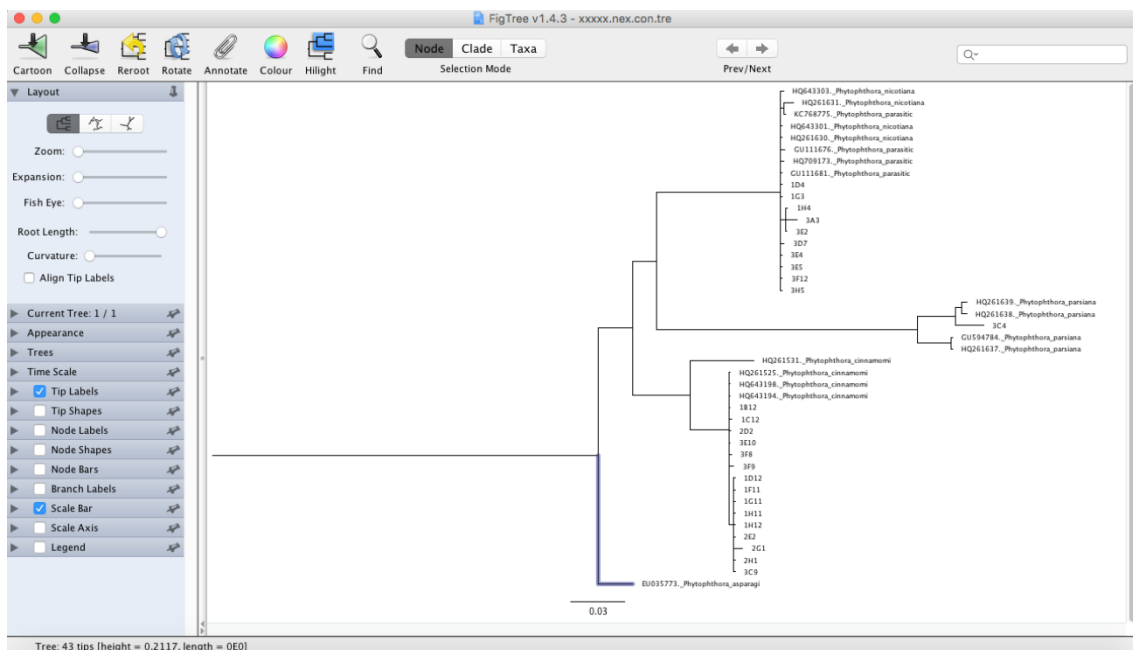 FigTree v1.4.3 - xxxxx.nex.con.tre
Cartoon Collapse Reroot Rotate Annotate Colour Hilight Find
Node Clade Taxa
Selection Mode
Prev/Next
Layout
Zoom:
Expansion:
Fish Eye:
Root Length:
Curvature:
Align Tip Labels
Current Tree: 1 / 1
Appearance
Trees
Time Scale
Tip Labels
Tip Shapes
Node Labels
Node Shapes
Node Bars
Branch Labels
Scale Bar
Scale Axis
Legend
HQ643303._Phytophthora_nicotiana
HQ261631._Phytophthora_nicotiana
KC768775._Phytophthora_parasitic
HQ643301._Phytophthora_nicotiana
HQ261630._Phytophthora_nicotiana
GU111676._Phytophthora_parasitic
HQ709173._Phytophthora_parasitic
GU111681._Phytophthora_parasitic
1D4
1G3
1H4
3A3
3E2
3D7
3E4
3E5
3F12
3H5
HQ261639._Phytophthora_parsiana
HQ261638._Phytophthora_parsiana
3C4
GU594784._Phytophthora_parsiana
HQ261637._Phytophthora_parsiana
HQ261531._Phytophthora_cinnamomi
HQ261525._Phytophthora_cinnamomi
HQ643198._Phytophthora_cinnamomi
HQ643194._Phytophthora_cinnamomi
1B12
1C12
2D2
3E10
3F8
3F9
1D12
1F11
1G11
1H11
1H12
2E2
2G1
2H1
3C9
EU035773._Phytophthora_asparagi
0.03
Tree: 43 tips [height = 0.2117, length = 0E0]